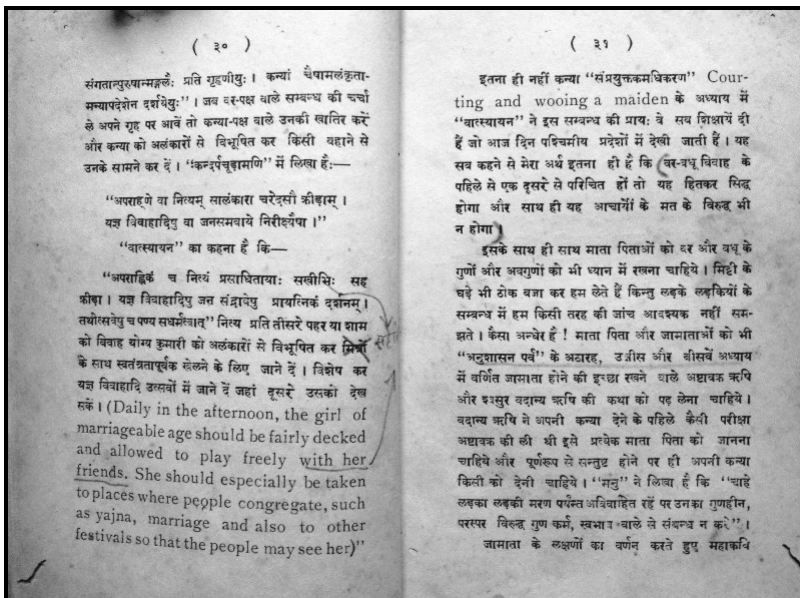 ( ३० )
संगतान्पुरुषान्मङ्गलैः प्रति गृहणीयुः । कन्यां चैषामलंकृता-
मन्यापदेशेन दर्शयेयुः" । जब वर-पक्ष वाले सम्बन्ध की चर्चा
ले अपने गृह पर आवें तो कन्या-पक्ष वाले उनकी खातिर करें
और कन्या को अलंकारों से विभूषित कर किसी बहाने से
उनके सामने कर दें । "कन्दर्पचूड़ामणि" में लिखा है:—
"अपराह्णे वा नित्यम् सालंकारा चरेदसौ क्रीड़ाम् ।
यज्ञ विवाहादिषु वा जनसमवाये निरीक्ष्यैषा ।"
"वात्स्यायन" का कहना है कि—
"अपराह्निकं च नित्यं प्रसाधितायाः सखीभिः सह
क्रीड़ा । यज्ञ विवाहादिषु जन संद्रावेषु प्रायत्निकं दर्शनम् ।
तथोत्सवेषु च पण्य सधर्मत्वात्" नित्य प्रति तीसरे पहर या शाम
को विवाह योग्य कुमारी को अलंकारों से विभूषित कर मित्रों
के साथ स्वतंत्रतापूर्वक खेलने के लिए जाने दें । विशेष कर
यज्ञ विवाहादि उत्सवों में जाने दें जहां दूसरे उसको देख
सकें । (Daily in the afternoon, the girl of
marriageable age should be fairly decked
and allowed to play freely with her
friends. She should especially be taken
to places where people congregate, such
as yajna, marriage and also to other
festivals so that the people may see her)"
( ३१ )
इतना ही नहीं कन्या "संप्रयुक्तकमधिकरण" Cour-
ting and wooing a maiden के अध्याय में
"वात्स्यायन" ने इस सम्बन्ध की प्रायः वे सब शिक्षायें दी
हैं जो आज दिन पश्चिमीय प्रदेशों में देखी जाती हैं । यह
सब कहने से मेरा अर्थ इतना ही है कि वर-बधू विवाह के
पहिले से एक दूसरे से परिचित हों तो यह हितकर सिद्ध
होगा और साथ ही यह आचार्यों के मत के विरुद्ध भी
न होगा ।
इसके साथ ही साथ माता पिताओं को वर और वधू के
गुणों और अवगुणों को भी ध्यान में रखना चाहिये । मिट्टी के
घड़े भी ठोक बजा कर हम लेते हैं किन्तु लड़के लड़कियों के
सम्बन्ध में हम किसी तरह की जांच आवश्यक नहीं सम-
झते । कैसा अन्धेर है ! माता पिता और जामाताओं को भी
"अनुशासन पर्व" के अठारह, उन्नीस और बीसवें अध्याय
में वर्णित जामाता होने की इच्छा रखने वाले अष्टावक्र ऋषि
और श्वसुर वदान्य ऋषि की कथा को पढ़ लेना चाहिये ।
वदान्य ऋषि ने अपनी कन्या देने के पहिले कैसी परीक्षा
अष्टावक्र की ली थी इसे प्रत्येक माता पिता को जानना
चाहिये और पूर्णरूप से सन्तुष्ट होने पर ही अपनी कन्या
किसी को देनी चाहिये । "मनु" ने लिखा है कि "चाहे
लड़का लड़की मरण पर्यन्त अविवाहित रहें पर उनका गुणहीन,
परस्पर विरुद्ध गुण कर्म, स्वभाव वाले से संबन्ध न करे" ।
जामाता के लक्षणों का वर्णन करते हुए महाकवि